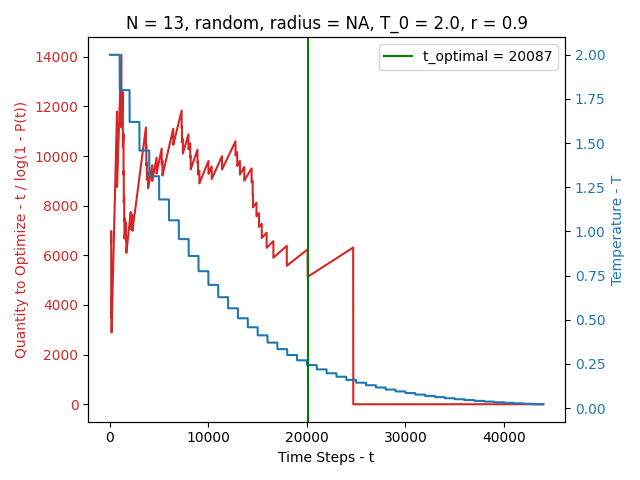 N = 13, random, radius = NA, T_0 = 2.0, r = 0.9
t_optimal = 20087
Quantity to Optimize - t / log(1 - P(t))
14000
12000
10000
8000
6000
4000
2000
0
2.00
1.75
1.50
1.25
1.00
0.75
0.50
0.25
0.00
Temperature - T
0 10000 20000 30000 40000
Time Steps - t